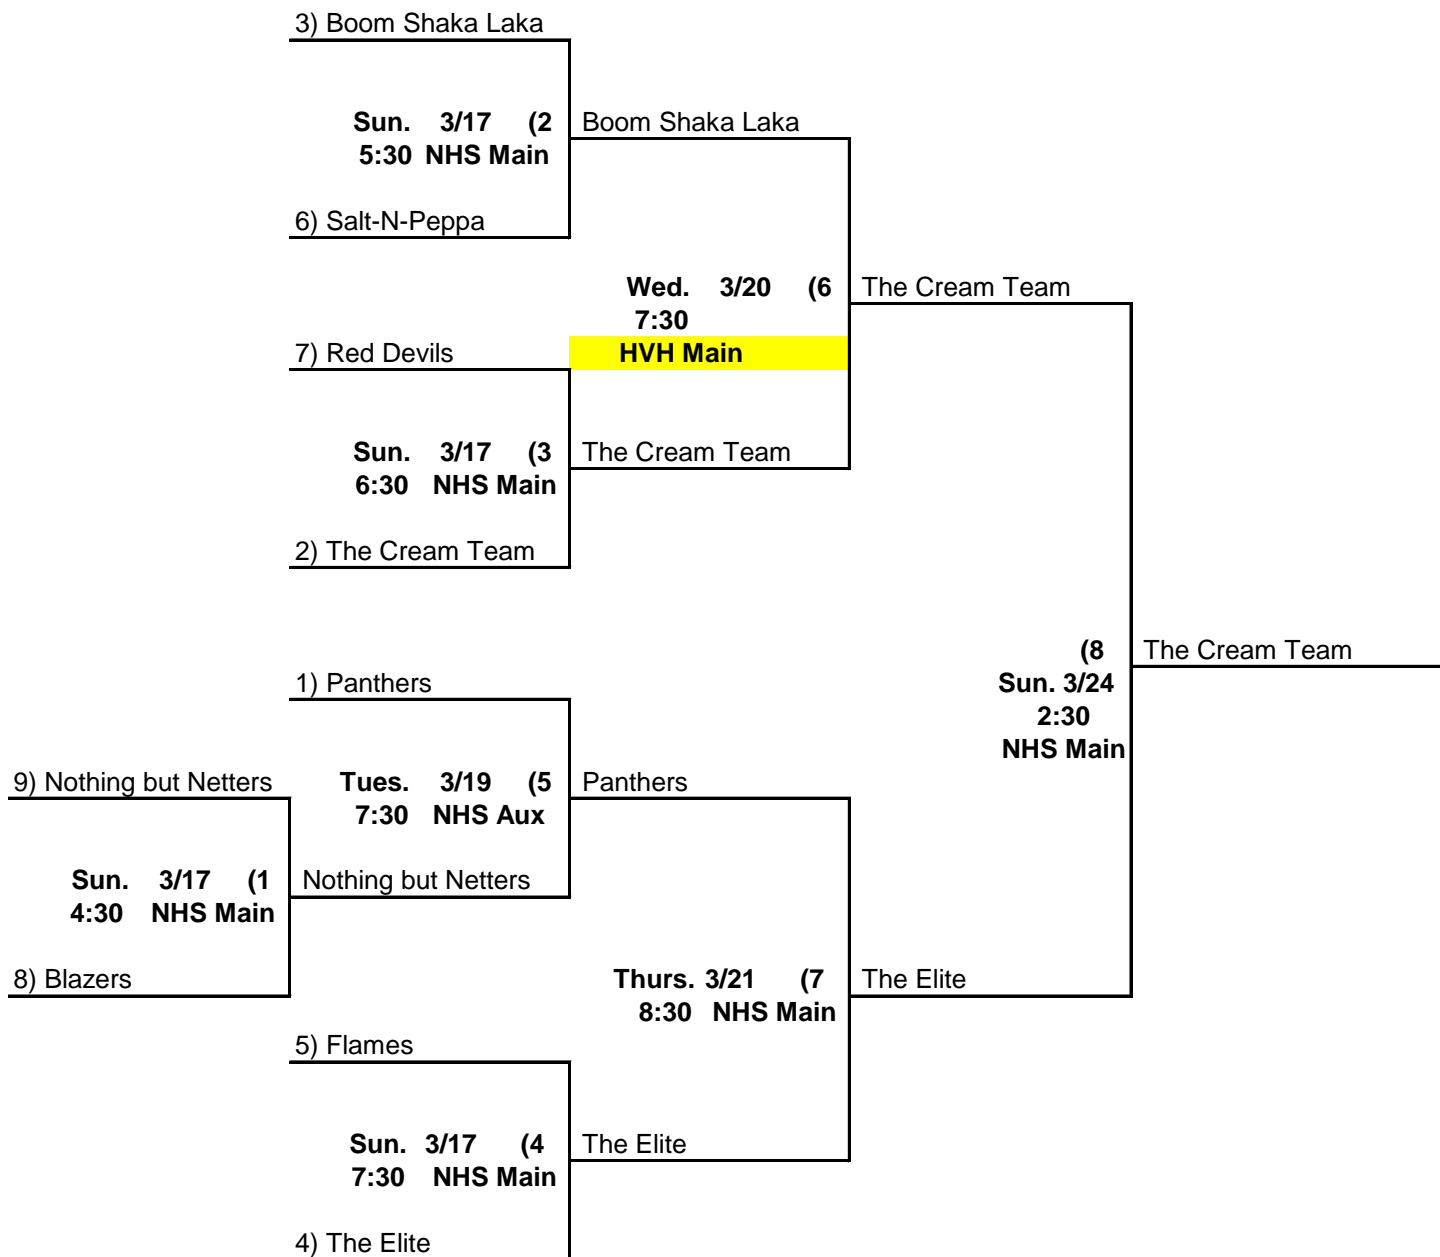 3) Boom Shaka Laka
Sun. 3/17 (2
Boom Shaka Laka
5:30 NHS Main
6) Salt-N-Peppa
Wed. 3/20 (6
The Cream Team
7:30
7) Red Devils
HVH Main
Sun. 3/17 (3
The Cream Team
6:30 NHS Main
2) The Cream Team
(8
The Cream Team
1) Panthers
Sun. 3/24
2:30
NHS Main
9) Nothing but Netters
Tues. 3/19 (5
Panthers
7:30 NHS Aux
Sun. 3/17 (1
Nothing but Netters
4:30 NHS Main
8) Blazers
Thurs. 3/21 (7
The Elite
8:30 NHS Main
5) Flames
Sun. 3/17 (4
The Elite
7:30 NHS Main
4) The Elite